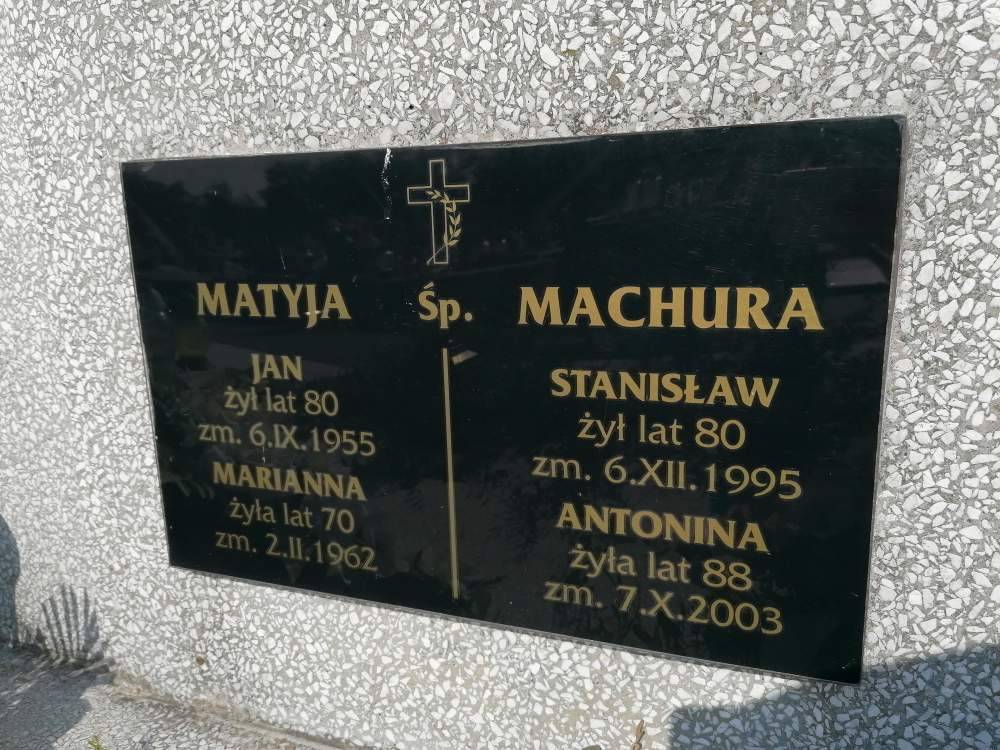 Śp.
MATYJA
JAN
żył lat 80
zm. 6.IX.1955
MARIANNA
żyła lat 70
zm. 2.II.1962
MACHURA
STANISŁAW
żył lat 80
zm. 6.XII.1995
ANTONINA
żyła lat 88
zm. 7.X.2003